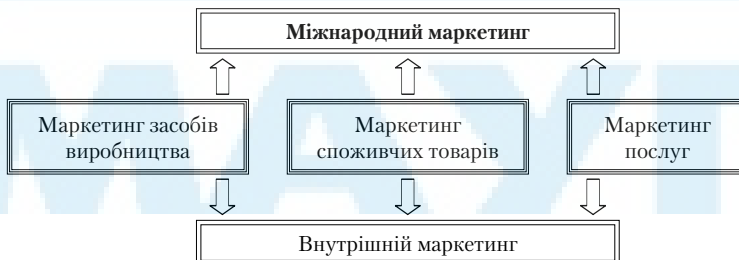 Міжнародний маркетинг
Маркетинг засобів
виробництва
Маркетинг
споживчих товарів
Маркетинг
послуг
Внутрішній маркетинг